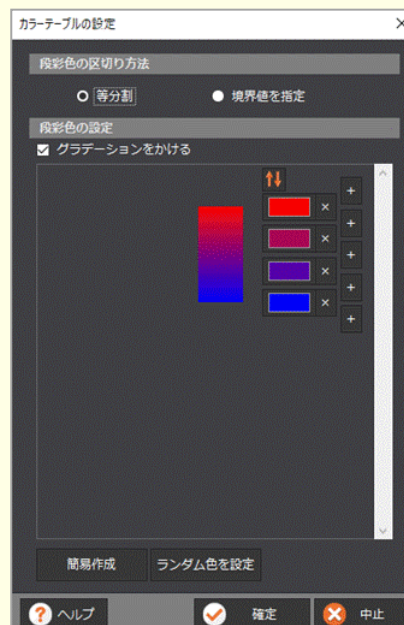 カラーテーブルの設定 ×
段彩色の区切り方法
等分割 境界値を指定
段彩色の設定
グラデーションをかける
+
×
+
×
+
×
+
×
+
簡易作成 ランダム色を設定
? ヘルプ 確定 中止